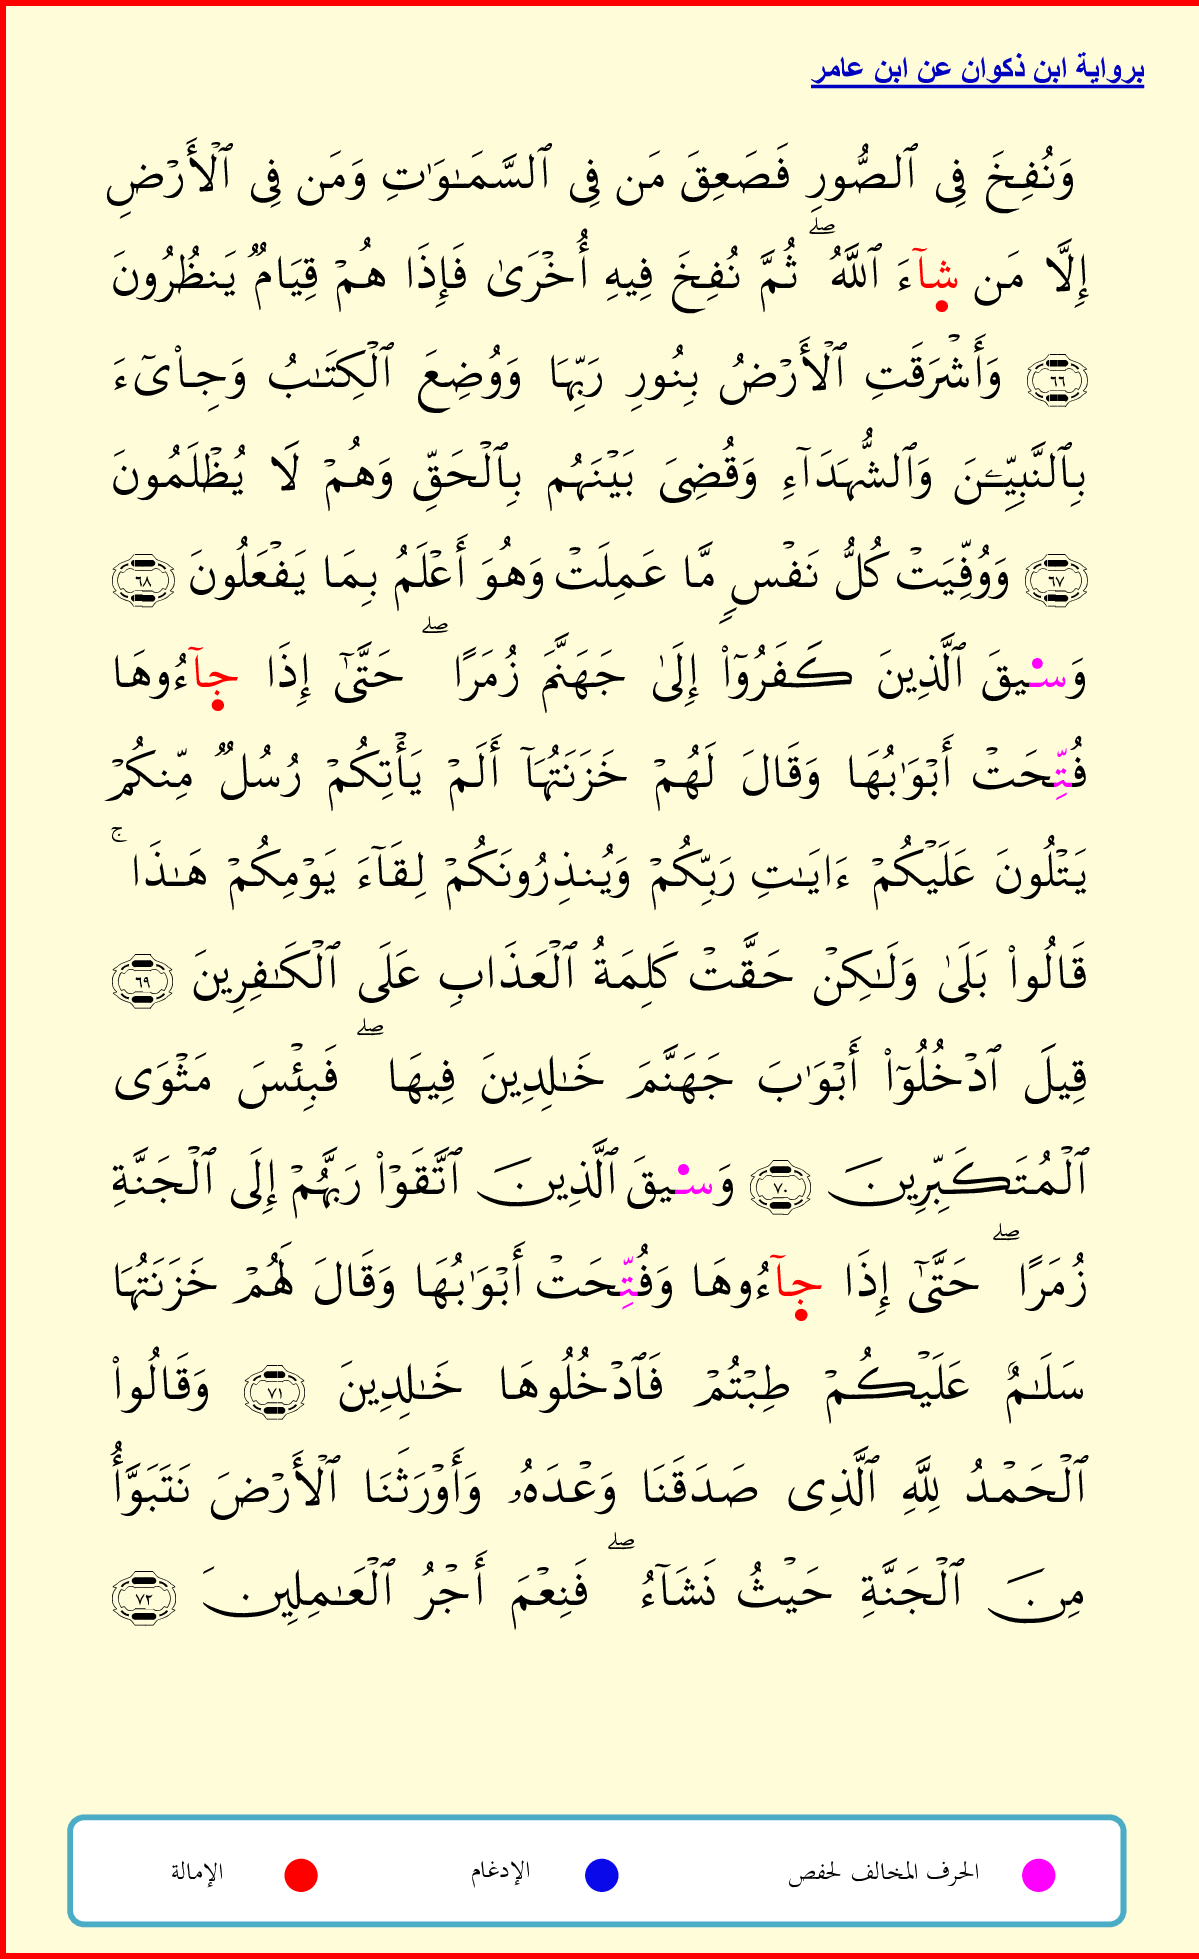 برواية ابن ذكوان عن ابن عامر
وَنُفِخَ فِى ٱلصُّورِ فَصَعِقَ مَن فِى ٱلسَّمَـٰوَٰتِ وَمَن فِى ٱلْأَرْضِ
إِلَّا مَن شِآءَ ٱللَّهُ ۖ ثُمَّ نُفِخَ فِيهِ أُخْرَىٰ فَإِذَا هُمْ قِيَامٌ يَنظُرُونَ
٦٦ وَأَشْرَقَتِ ٱلْأَرْضُ بِنُورِ رَبِّهَا وَوُضِعَ ٱلْكِتَـٰبُ وَجِا۟ىٓءَ
بِٱلنَّبِيِّـۧنَ وَٱلشُّهَدَآءِ وَقُضِىَ بَيْنَهُم بِٱلْحَقِّ وَهُمْ لَا يُظْلَمُونَ
٦٧ وَوُفِّيَتْ كُلُّ نَفْسٍ مَّا عَمِلَتْ وَهُوَ أَعْلَمُ بِمَا يَفْعَلُونَ ٦٨
وَسـيقَ ٱلَّذِينَ كَفَرُوٓا۟ إِلَىٰ جَهَنَّمَ زُمَرًا ۖ حَتَّىٰٓ إِذَا جِآءُوهَا
فُتِّحَتْ أَبْوَٰبُهَا وَقَالَ لَهُمْ خَزَنَتُهَآ أَلَمْ يَأْتِكُمْ رُسُلٌ مِّنكُمْ
يَتْلُونَ عَلَيْكُمْ ءَايَـٰتِ رَبِّكُمْ وَيُنذِرُونَكُمْ لِقَآءَ يَوْمِكُمْ هَـٰذَا ۚ
قَالُوا۟ بَلَىٰ وَلَـٰكِنْ حَقَّتْ كَلِمَةُ ٱلْعَذَابِ عَلَى ٱلْكَـٰفِرِينَ ٦٩
قِيلَ ٱدْخُلُوٓا۟ أَبْوَٰبَ جَهَنَّمَ خَـٰلِدِينَ فِيهَا ۖ فَبِئْسَ مَثْوَى
ٱلْمُتَكَبِّرِينَ ٧٠ وَسـيقَ ٱلَّذِينَ ٱتَّقَوْا۟ رَبَّهُمْ إِلَى ٱلْجَنَّةِ
زُمَرًا ۖ حَتَّىٰٓ إِذَا جِآءُوهَا وَفُتِّحَتْ أَبْوَٰبُهَا وَقَالَ لَهُمْ خَزَنَتُهَا
سَلَـٰمٌ عَلَيْكُمْ طِبْتُمْ فَٱدْخُلُوهَا خَـٰلِدِينَ ٧١ وَقَالُوا۟
ٱلْحَمْدُ لِلَّهِ ٱلَّذِى صَدَقَنَا وَعْدَهُۥ وَأَوْرَثَنَا ٱلْأَرْضَ نَتَبَوَّأُ
مِنَ ٱلْجَنَّةِ حَيْثُ نَشَآءُ ۖ فَنِعْمَ أَجْرُ ٱلْعَـٰمِلِينَ ٧٢
الحرف المخالف لحفص الإدغام الإمالة